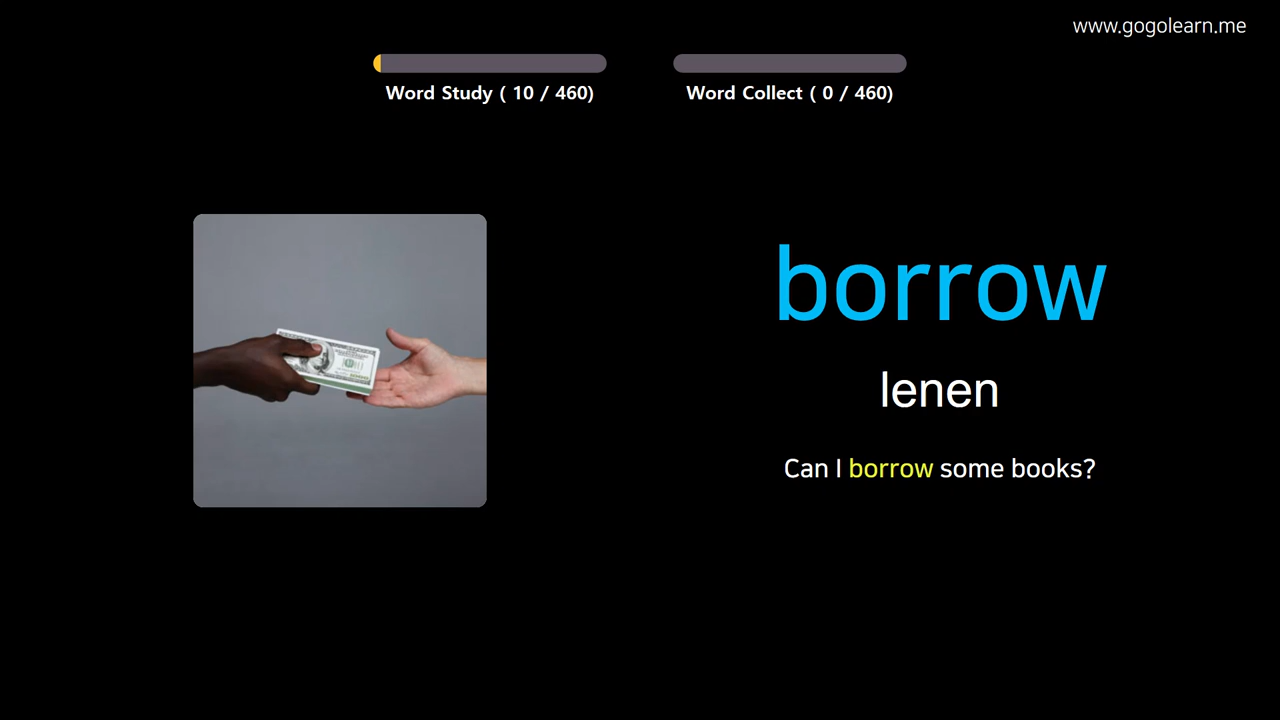 www.gogolearn.me
Word Study ( 10 / 460)
Word Collect ( 0 / 460)
borrow
lenen
Can I borrow some books?